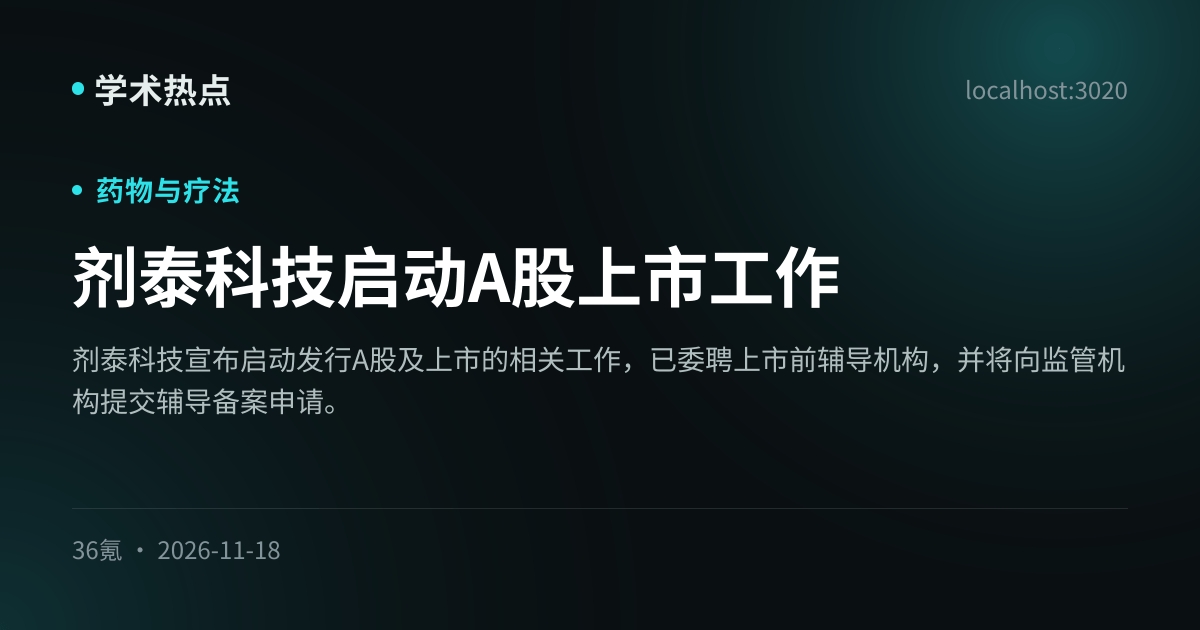 学术热点
localhost:3020
药物与疗法
剂泰科技启动A股上市工作
剂泰科技宣布启动发行A股及上市的相关工作，已委聘上市前辅导机构，并将向监管机
构提交辅导备案申请。
36氪 · 2026-11-18